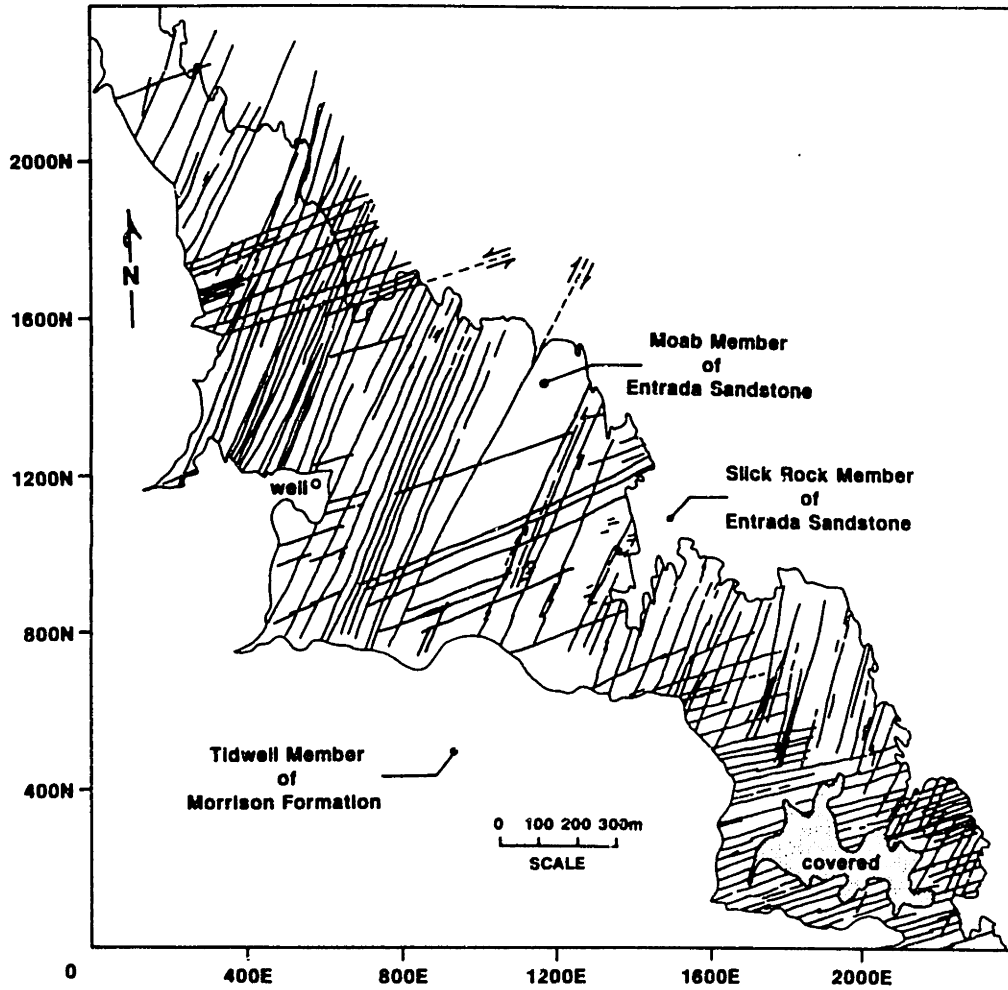 2000N
N
1600N
Moab Member
of
Entrada Sandstone
1200N
well
Slick Rock Member
of
Entrada Sandstone
800N
Tidwell Member
of
Morrison Formation
400N
0 100 200 300m
SCALE
covered
0 400E 800E 1200E 1600E 2000E